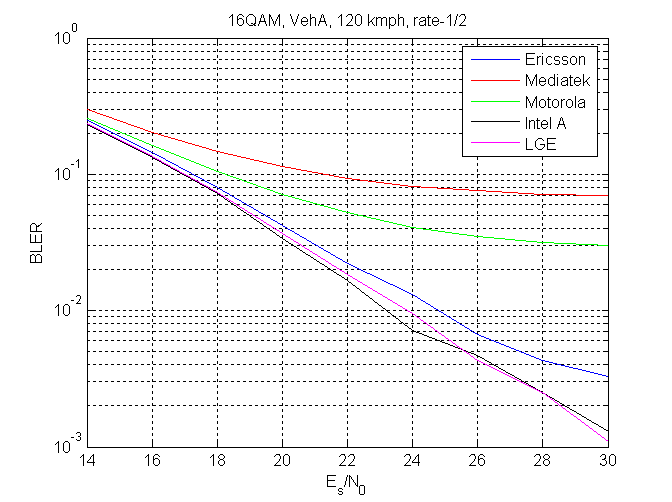 16QAM, VehA, 120 kmph, rate-1/2
10^0
10^-1
10^-2
10^-3
BLER
14 16 18 20 22 24 26 28 30
E_s/N_0
Ericsson
Mediatek
Motorola
Intel A
LGE